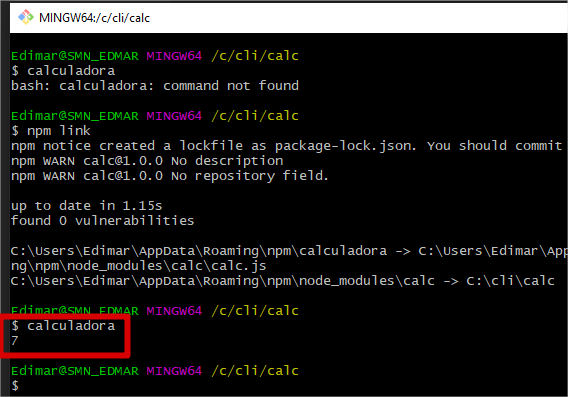 MINGW64:/c/cli/calc
Edimar@SMN_EDMAR MINGW64 /c/cli/calc
$ calculadora
bash: calculadora: command not found
Edimar@SMN_EDMAR MINGW64 /c/cli/calc
$ npm link
npm notice created a lockfile as package-lock.json. You should commit
npm WARN calc@1.0.0 No description
npm WARN calc@1.0.0 No repository field.
up to date in 1.15s
found 0 vulnerabilities
C:\Users\Edimar\AppData\Roaming\npm\calculadora -> C:\Users\Edimar\App
ng\npm\node_modules\calc\calc.js
C:\Users\Edimar\AppData\Roaming\npm\node_modules\calc -> C:\cli\calc
Edimar@SMN_EDMAR MINGW64 /c/cli/calc
$ calculadora
7
Edimar@SMN_EDMAR MINGW64 /c/cli/calc
$